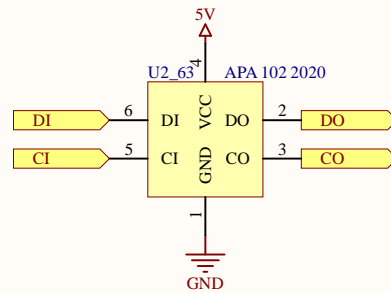 5V
U2_63 APA 102 2020
4
VCC
DI 6 DI DO 2 DO
CI 5 CI CO 3 CO
GND
1
GND